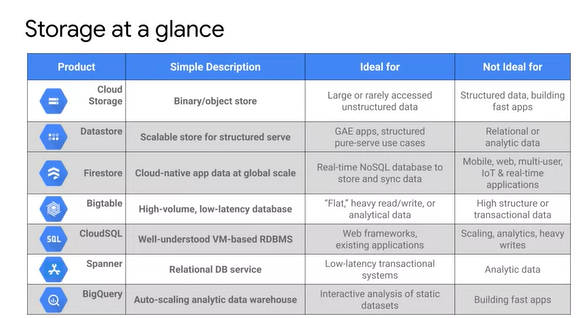 Storage at a glance
Product Simple Description Ideal for Not Ideal for
Cloud
Storage
Binary/object store
Large or rarely accessed
unstructured data
Structured data, building
fast apps
Datastore
Scalable store for structured serve
GAE apps, structured
pure-serve use cases
Relational or
analytic data
Firestore
Cloud-native app data at global scale
Real-time NoSQL database to
store and sync data
Mobile, web, multi-user,
IoT & real-time
applications
Bigtable
High-volume, low-latency database
“Flat,” heavy read/write, or
analytical data
High structure or
transactional data
SQL
CloudSQL
Well-understood VM-based RDBMS
Web frameworks,
existing applications
Scaling, analytics, heavy
writes
Spanner
Relational DB service
Low-latency transactional
systems
Analytic data
BigQuery
Auto-scaling analytic data warehouse
Interactive analysis of static
datasets
Building fast apps